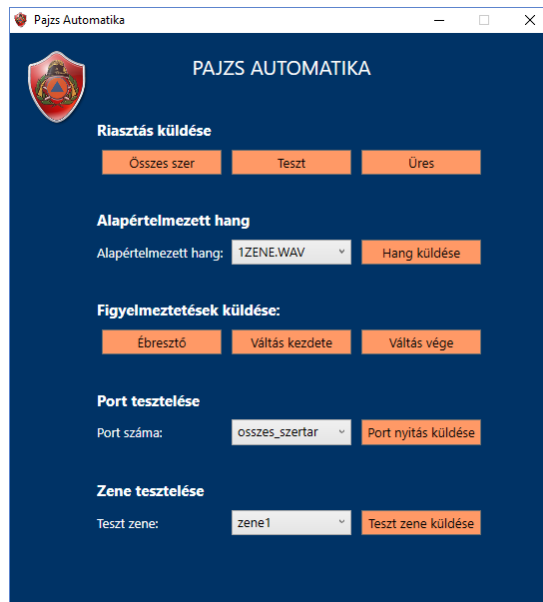 Pajzs Automatika
PAJZS AUTOMATIKA
Riasztás küldése
Összes szer Teszt Üres
Alapértelmezett hang
Alapértelmezett hang: 1ZENE.WAV Hang küldése
Figyelmeztetések küldése:
Ébresztő Váltás kezdete Váltás vége
Port tesztelése
Port száma: osszes_szertar Port nyitás küldése
Zene tesztelése
Teszt zene: zene1 Teszt zene küldése